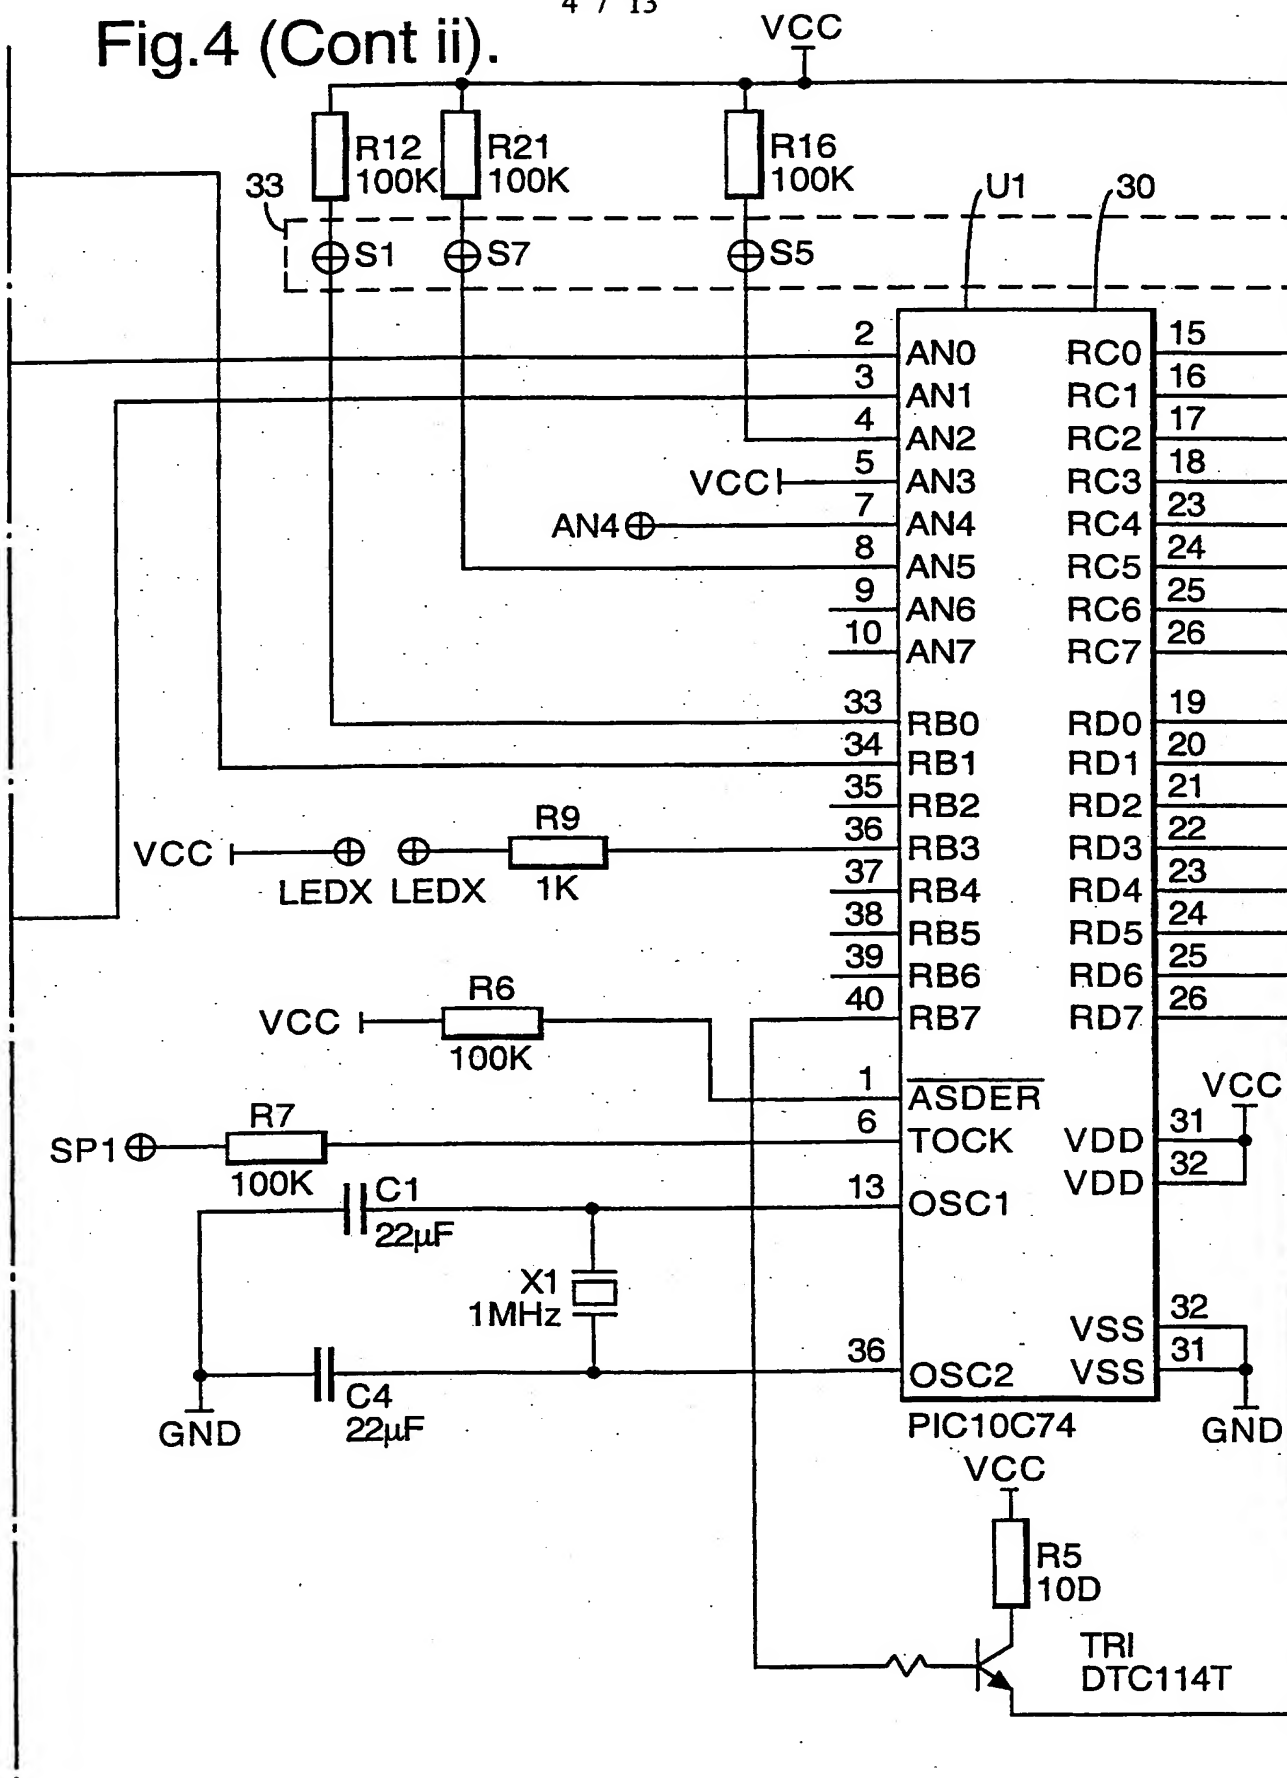 4 / 13
Fig.4 (Cont ii).
VCC
R12
100K
R21
100K
R16
100K
33
U1
30
S1
S7
S5
2
AN0
RC0
15
3
AN1
RC1
16
4
AN2
RC2
17
VCC
5
AN3
RC3
18
AN4
7
AN4
RC4
23
8
AN5
RC5
24
9
AN6
RC6
25
10
AN7
RC7
26
33
RB0
RD0
19
34
RB1
RD1
20
35
RB2
RD2
21
R9
VCC
36
RB3
RD3
22
LEDX LEDX
1K
37
RB4
RD4
23
38
RB5
RD5
24
39
RB6
RD6
25
R6
VCC
100K
40
RB7
RD7
26
1
ASDER
VCC
R7
SP1
100K
6
TOCK
VDD
31
VDD
32
C1
22µF
13
OSC1
X1
1MHz
VSS
32
36
OSC2
VSS
31
C4
22µF
GND
PIC10C74
GND
VCC
R5
10D
TRI
DTC114T